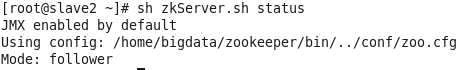 [root@slave2 ~]# sh zkServer.sh status
JMX enabled by default
Using config: /home/bigdata/zookeeper/bin/../conf/zoo.cfg
Mode: follower